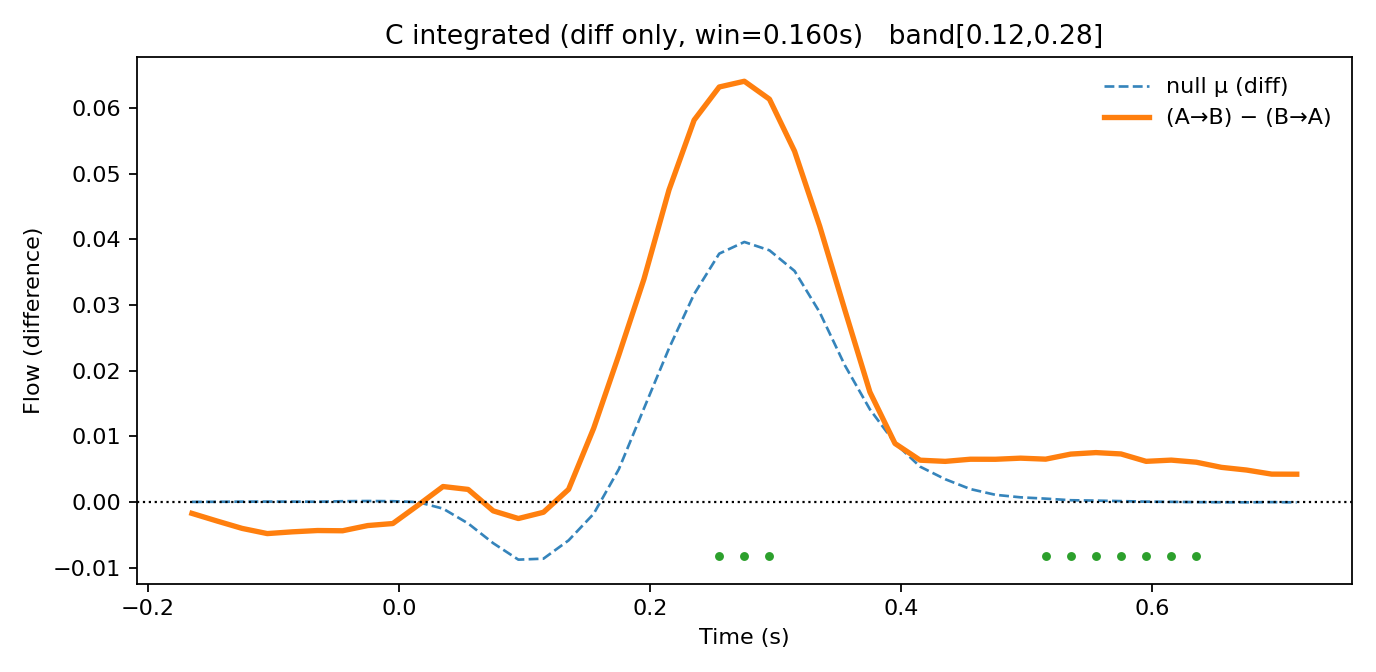 C integrated (diff only, win=0.160s)   band[0.12,0.28]
null μ (diff)
(A→B) − (B→A)
Flow (difference)
0.06
0.05
0.04
0.03
0.02
0.01
0.00
−0.01
−0.2
0.0
0.2
0.4
0.6
Time (s)